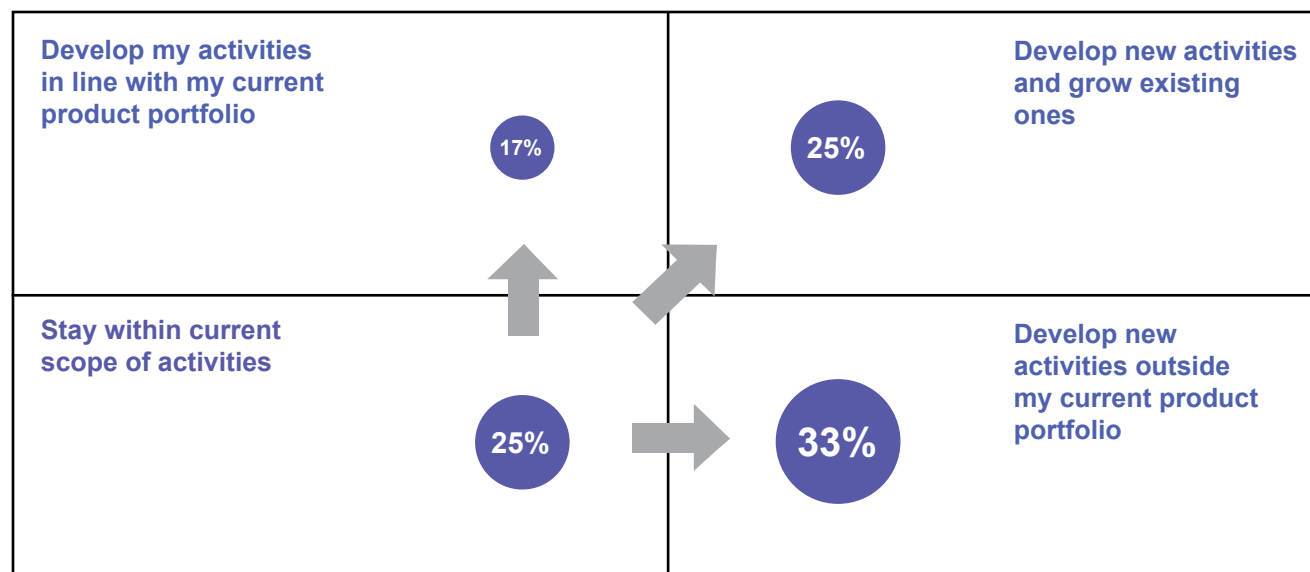 Develop my activities
in line with my current
product portfolio
17%
Develop new activities
and grow existing
ones
25%
Stay within current
scope of activities
25%
Develop new
activities outside
my current product
portfolio
33%